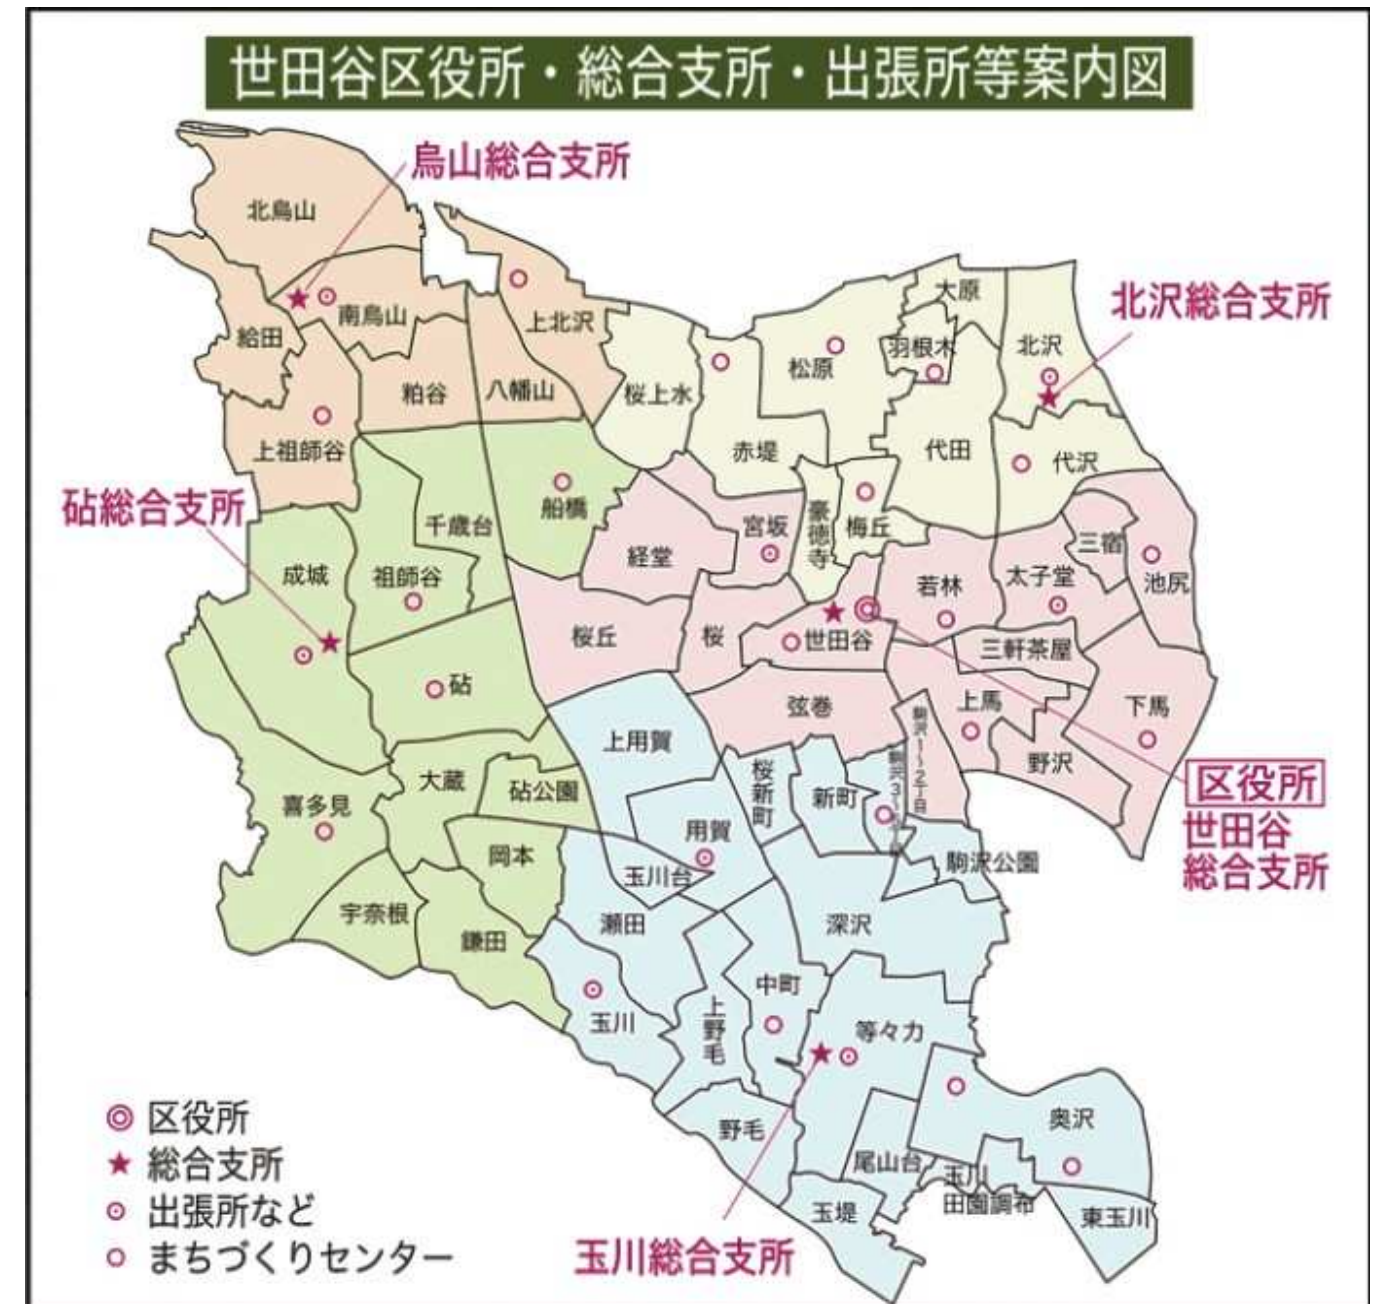 世田谷区役所・総合支所・出張所等案内図
烏山総合支所
北烏山
給田
南烏山
上北沢
粕谷
八幡山
上祖師谷
北沢総合支所
大原
羽根木
北沢
松原
桜上水
赤堤
代田
代沢
豪徳寺
梅丘
砧総合支所
千歳台
船橋
成城
祖師谷
砧
大蔵
砧公園
喜多見
岡本
宇奈根
鎌田
経堂
宮坂
桜丘
桜
世田谷
若林
太子堂
三宿
池尻
三軒茶屋
弦巻
上馬
下馬
野沢
駒沢1~2丁目
区役所
世田谷
総合支所
上用賀
桜新町
新町
用賀
玉川台
駒沢公園
瀬田
深沢
中町
玉川
上野毛
等々力
野毛
奥沢
尾山台
玉川
田園調布
玉堤
東玉川
玉川総合支所
区役所
総合支所
出張所など
まちづくりセンター